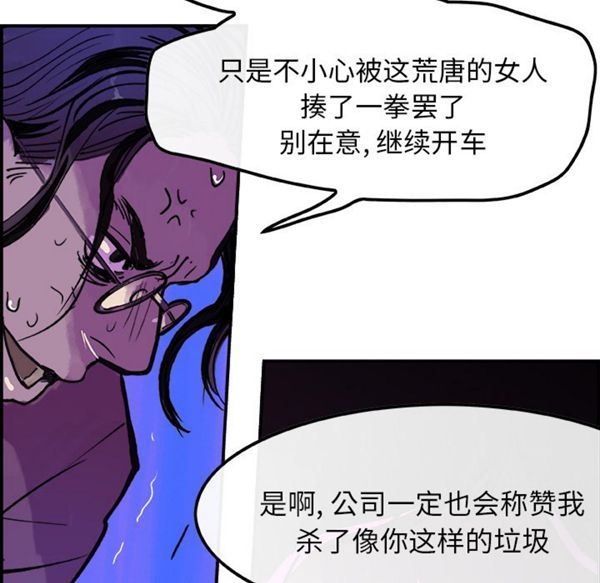 只是不小心被这荒唐的女人
揍了一拳罢了
别在意, 继续开车
是啊, 公司一定也会称赞我
杀了像你这样的垃圾